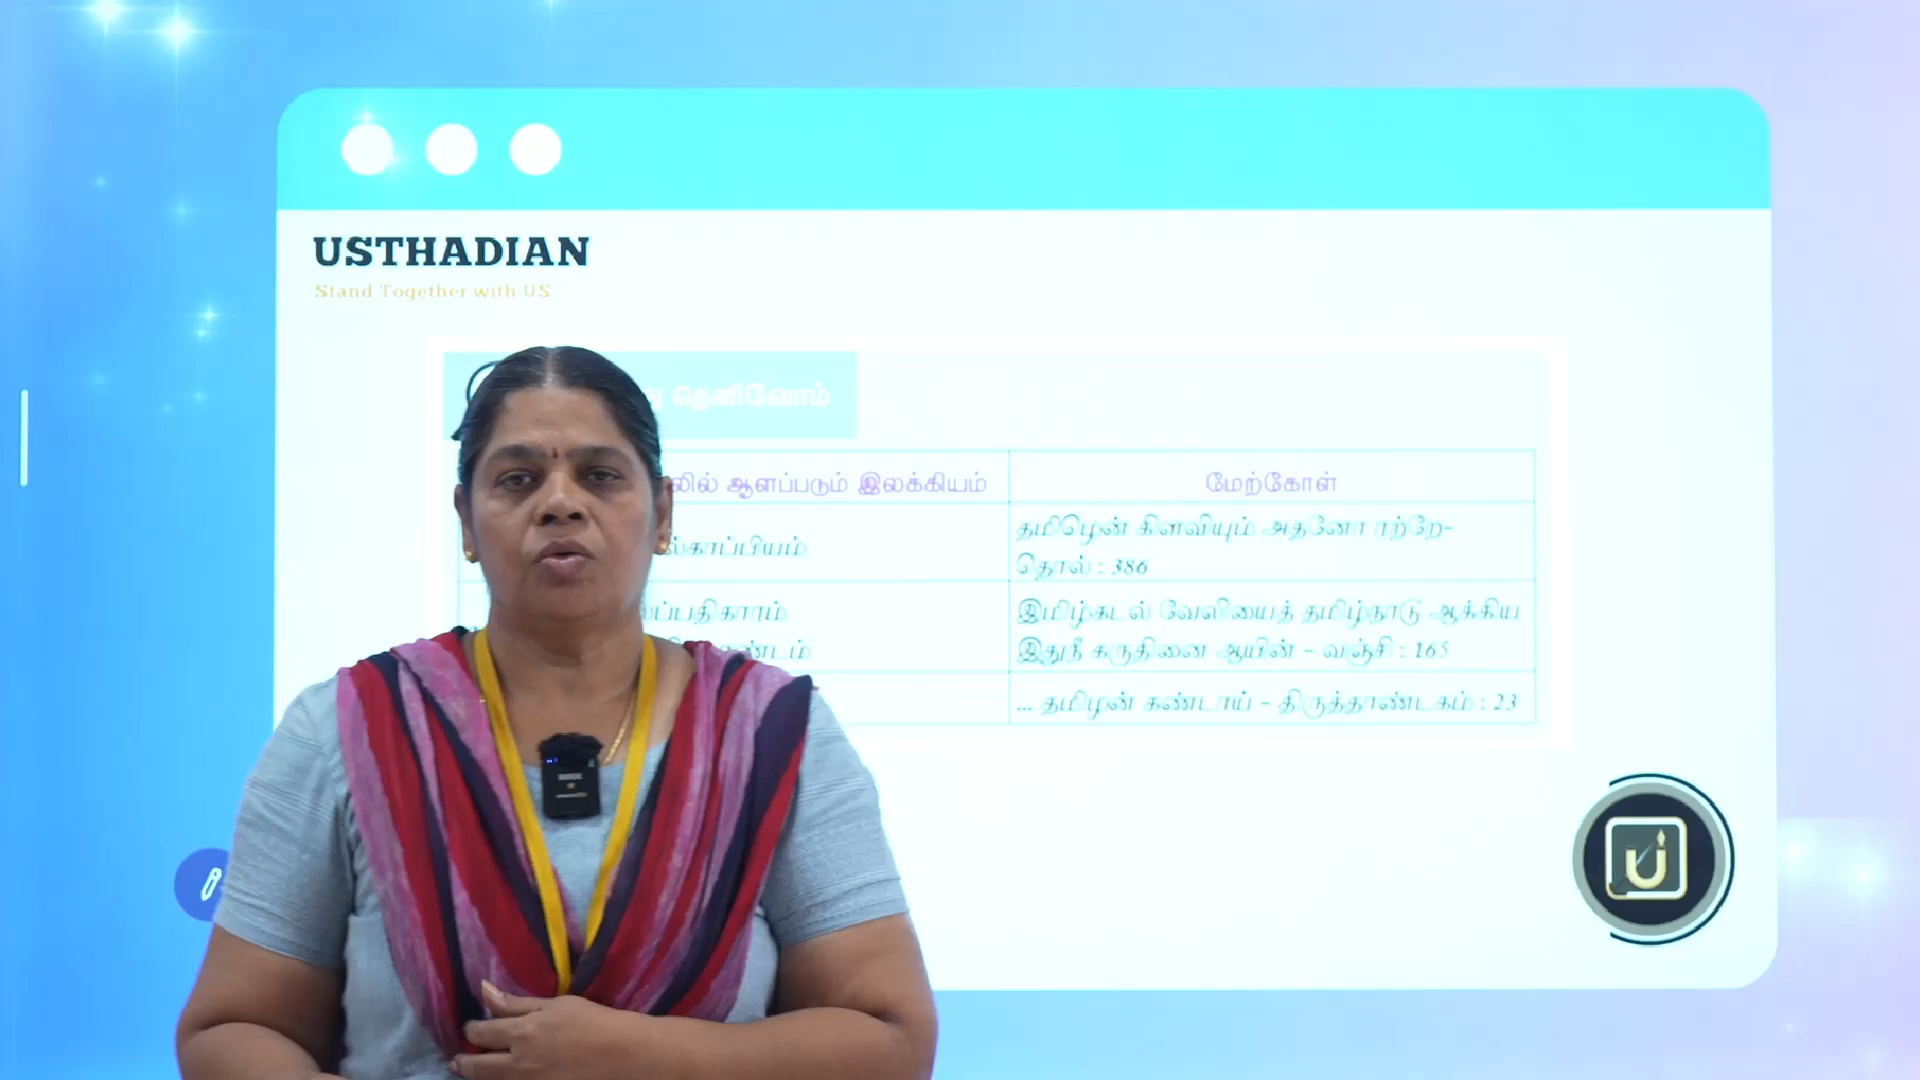 USTHADIAN
Stand Together with US
தெளிவோம்
ஆளப்படும் இலக்கியம்
மேற்கோள்
தமிழென் கிளவியும் அதனோ ரற்றே-
தொல் : 386
இமிழ்கடல் வேலியைத் தமிழ்நாடு ஆக்கிய
இதுநீ கருதினை ஆயின் - வஞ்சி : 165
... தமிழன் கண்டாய் - திருத்தாண்டகம் : 23